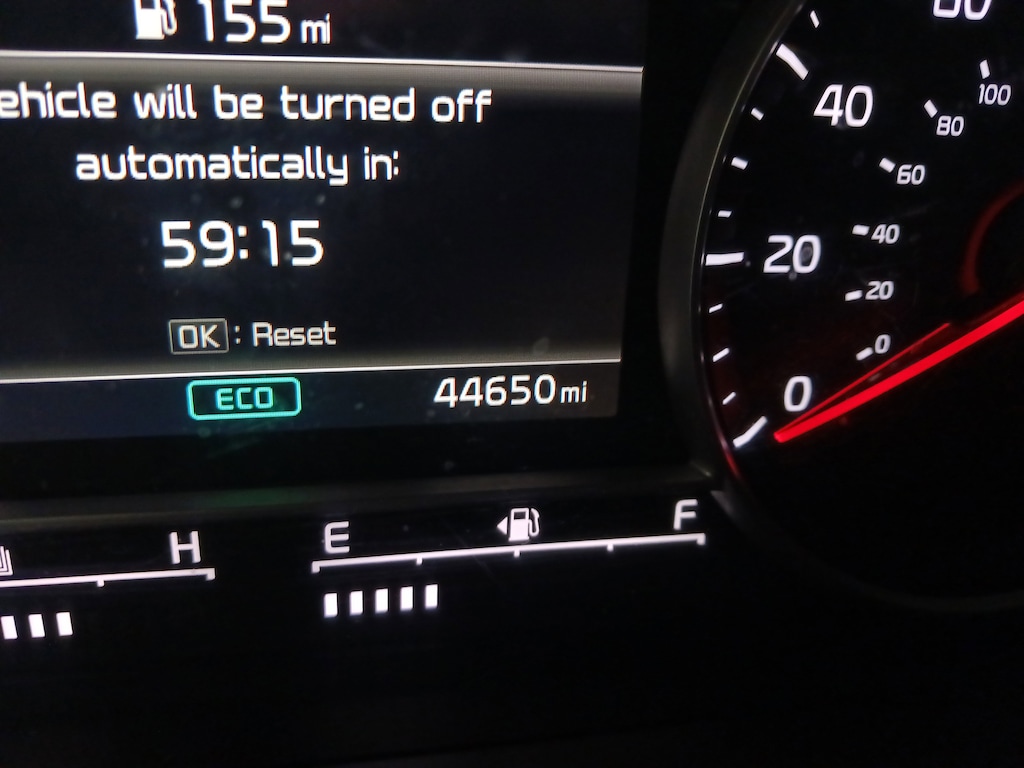 155 mi
ehicle will be turned off
automatically in:
59:15
OK : Reset
ECO
44650 mi
H
E
F
40
20
0
100
80
60
40
20
0